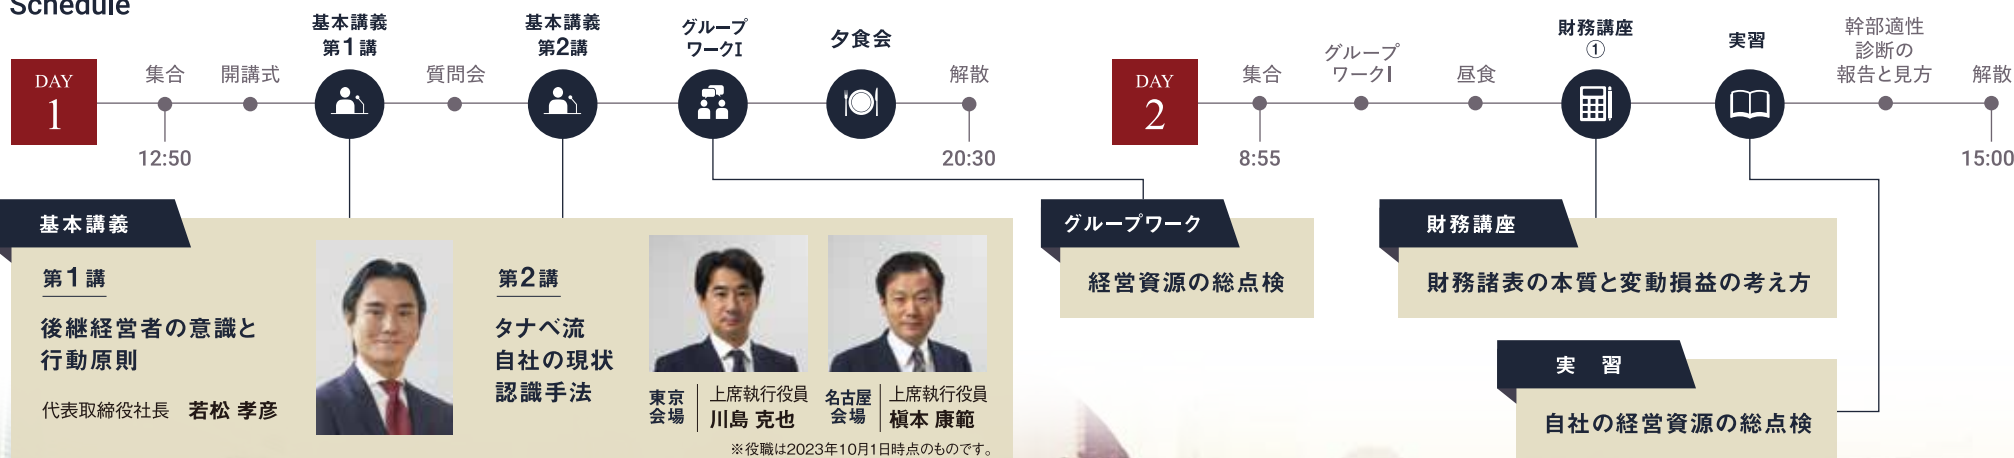 Schedule
DAY
1
集合
12:50
開講式
基本講義
第1講
質問会
基本講義
第2講
グループ
ワークI
夕食会
解散
20:30
DAY
2
集合
8:55
グループ
ワークI
昼食
財務講座
①
実習
幹部適性
診断の
報告と見方
解散
15:00
基本講義
第1講
後継経営者の意識と
行動原則
代表取締役社長 若松 孝彦
第2講
タナベ流
自社の現状
認識手法
東京
会場
上席執行役員
川島 克也
名古屋
会場
上席執行役員
槇本 康範
※役職は2023年10月1日時点のものです。
グループワーク
経営資源の総点検
財務講座
財務諸表の本質と変動損益の考え方
実 習
自社の経営資源の総点検